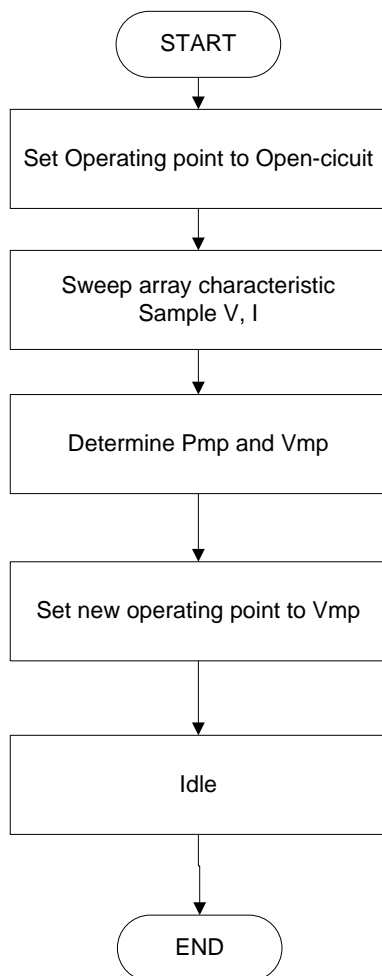 START
Set Operating point to Open-cicuit
Sweep array characteristic
Sample V, I
Determine Pmp and Vmp
Set new operating point to Vmp
Idle
END